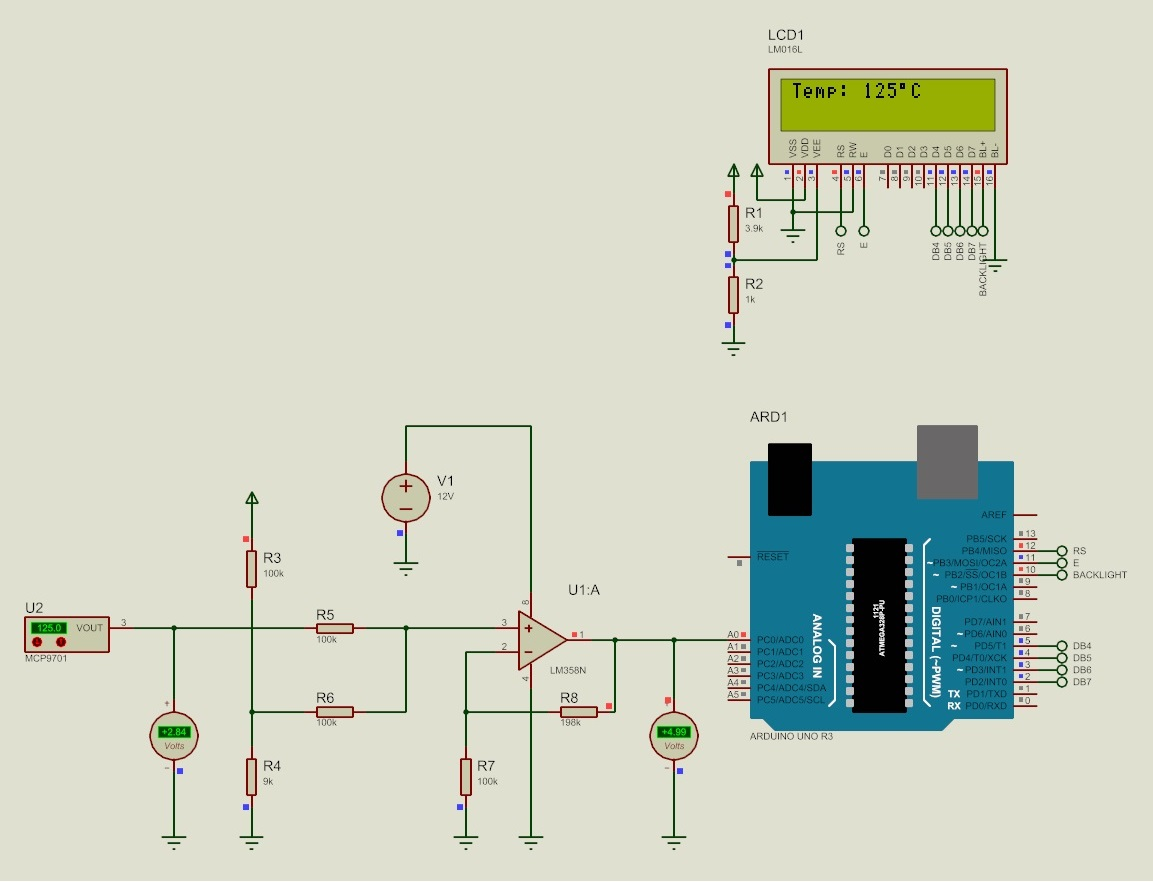 LCD1
LM016L
Temp: 125°C
VSS
VDD
VEE
RS
RW
E
D0
D1
D2
D3
D4
D5
D6
D7
BL+
BL-
1
2
3
4
5
6
7
8
9
10
11
12
13
14
15
16
R1
3.9k
RS
E
DB4
DB5
DB6
DB7
BACKLIGHT
R2
1k
ARD1
V1
12V
AREF
RESET
PB5/SCK 13
PB4/MISO 12 RS
~PB3/MOSI/OC2A 11 E
~ PB2/SS/OC1B 10 BACKLIGHT
~ PB1/OC1A 9
PB0/ICP1/CLKO 8
PD7/AIN1 7
~ PD6/AIN0 6
~ PD5/T1 5 DB4
PD4/T0/XCK 4 DB5
~ PD3/INT1 3 DB6
PD2/INT0 2 DB7
TX PD1/TXD 1
RX PD0/RXD 0
A0 PC0/ADC0
A1 PC1/ADC1
A2 PC2/ADC2
A3 PC3/ADC3
A4 PC4/ADC4/SDA
A5 PC5/ADC5/SCL
ANALOG IN
1121
ATMEGA328P-PU
DIGITAL (~PWM)
ARDUINO UNO R3
R3
100k
U1:A
U2
125.0 VOUT 3
MCP9701
R5
100k
3
2
8
4
1
LM358N
R6
100k
R8
198k
+2.84
Volts
+4.99
Volts
R4
9k
R7
100k